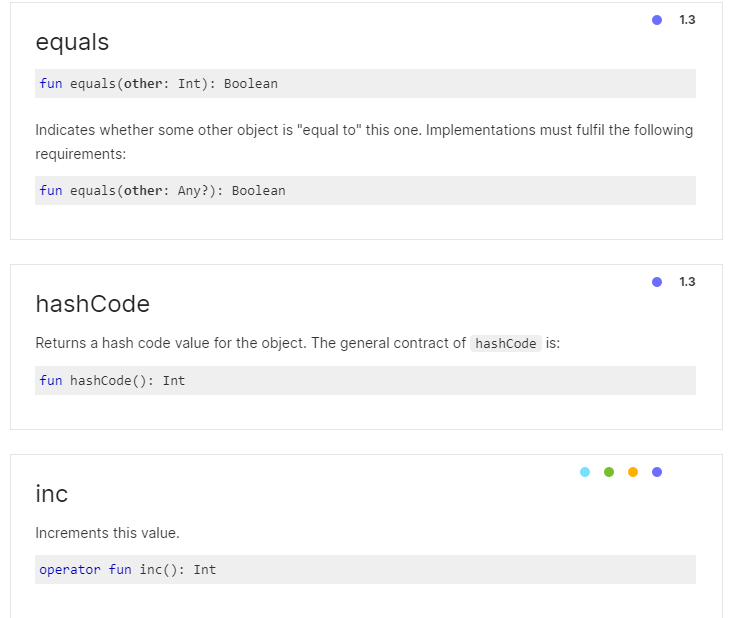 1.3
equals
fun equals(other: Int): Boolean
Indicates whether some other object is "equal to" this one. Implementations must fulfil the following
requirements:
fun equals(other: Any?): Boolean
1.3
hashCode
Returns a hash code value for the object. The general contract of hashCode is:
fun hashCode(): Int
inc
Increments this value.
operator fun inc(): Int